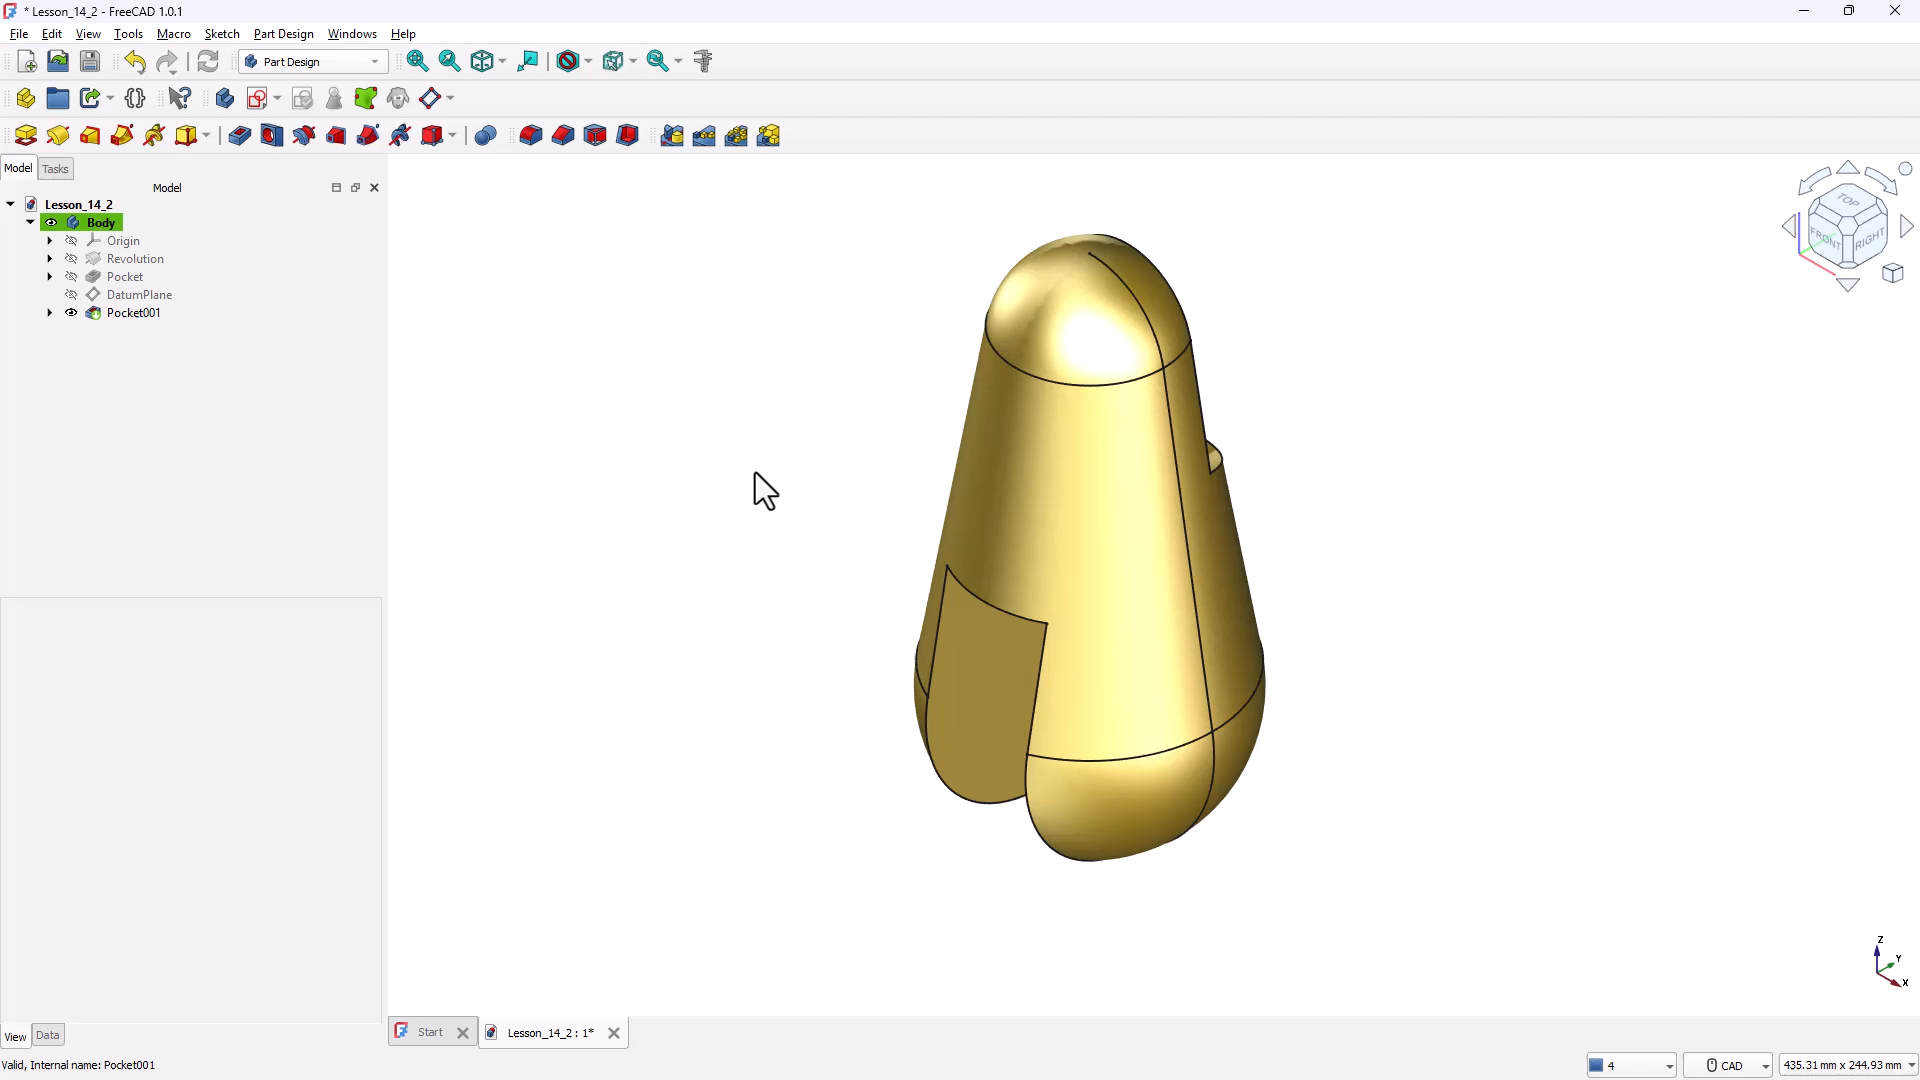 * Lesson_14_2 - FreeCAD 1.0.1
File Edit View Tools Macro Sketch Part Design Windows Help
Part Design
Model Tasks
Model
Lesson_14_2
Body
Origin
Revolution
Pocket
DatumPlane
Pocket001
TOP
FRONT
RIGHT
Z
Y
X
View Data
Start
Lesson_14_2 : 1*
Valid, Internal name: Pocket001
4
CAD
435.31 mm x 244.93 mm